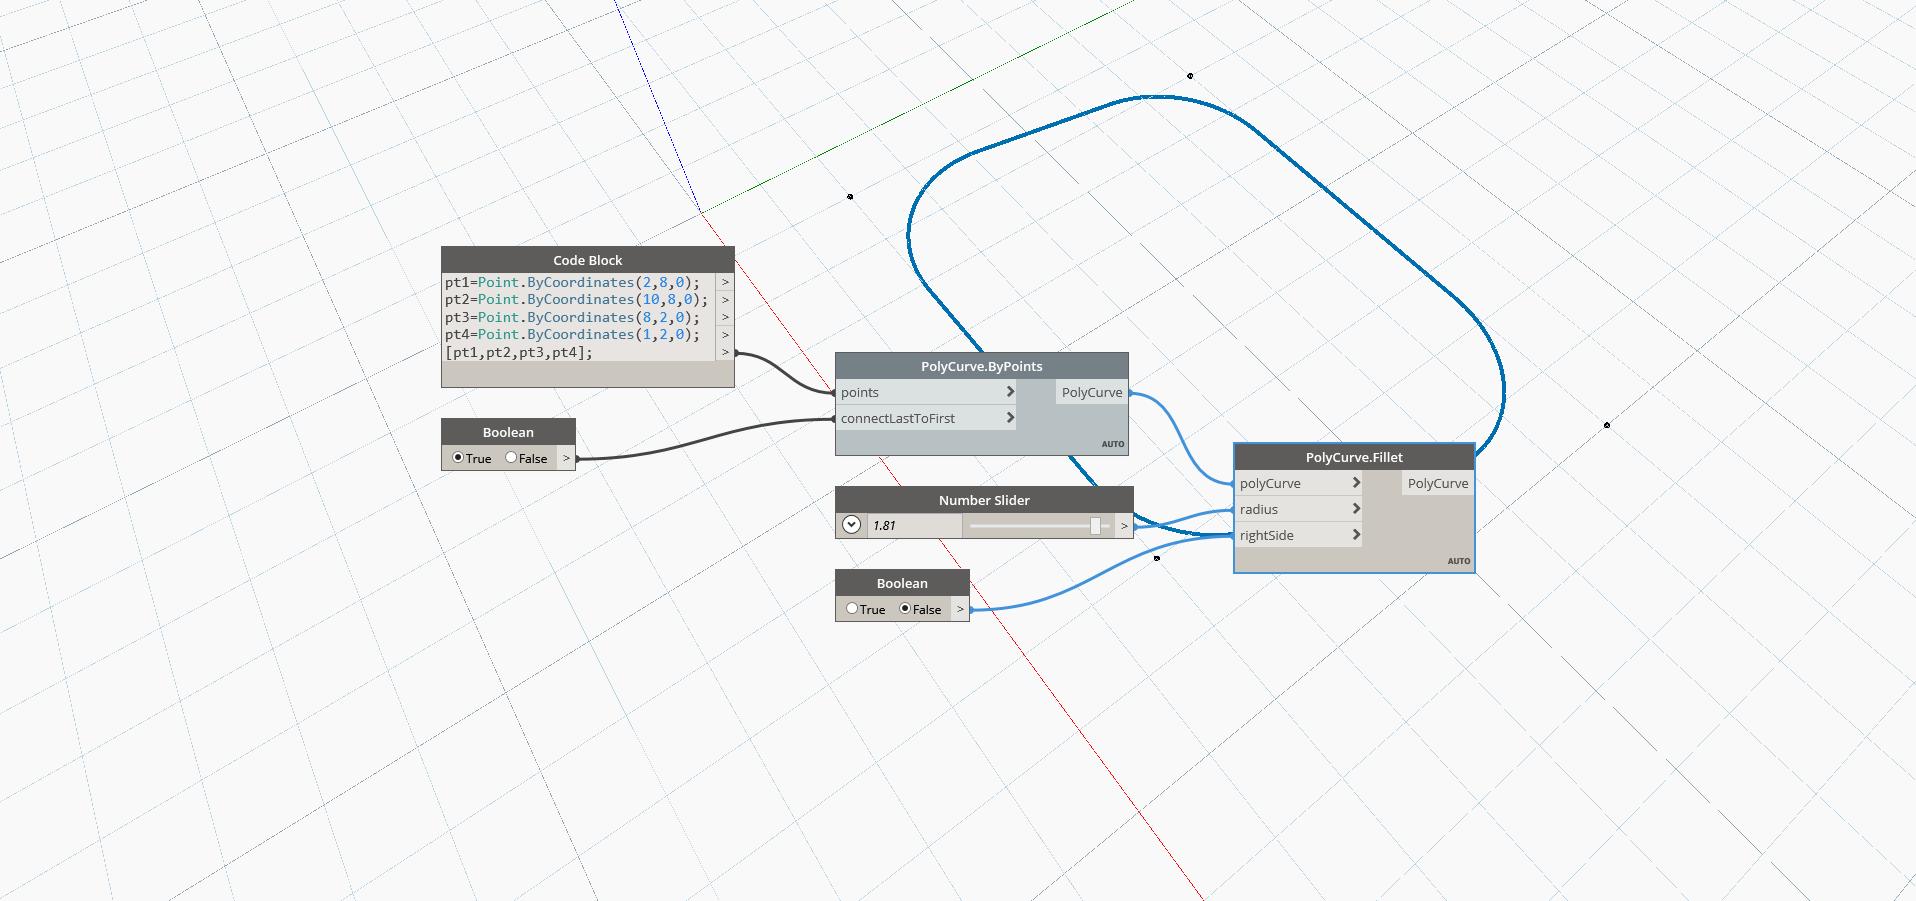 Code Block
pt1=Point.ByCoordinates(2,8,0); >
pt2=Point.ByCoordinates(10,8,0); >
pt3=Point.ByCoordinates(8,2,0); >
pt4=Point.ByCoordinates(1,2,0); >
[pt1,pt2,pt3,pt4]; >
Boolean
True False >
PolyCurve.ByPoints
points > PolyCurve
connectLastToFirst >
AUTO
Number Slider
1.81 >
Boolean
True False >
PolyCurve.Fillet
polyCurve > PolyCurve
radius >
rightSide >
AUTO